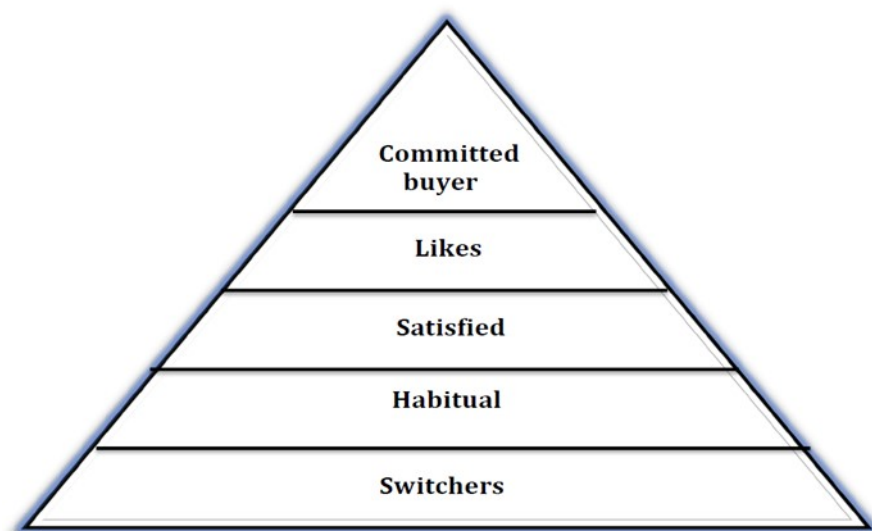 Committed
buyer
Likes
Satisfied
Habitual
Switchers